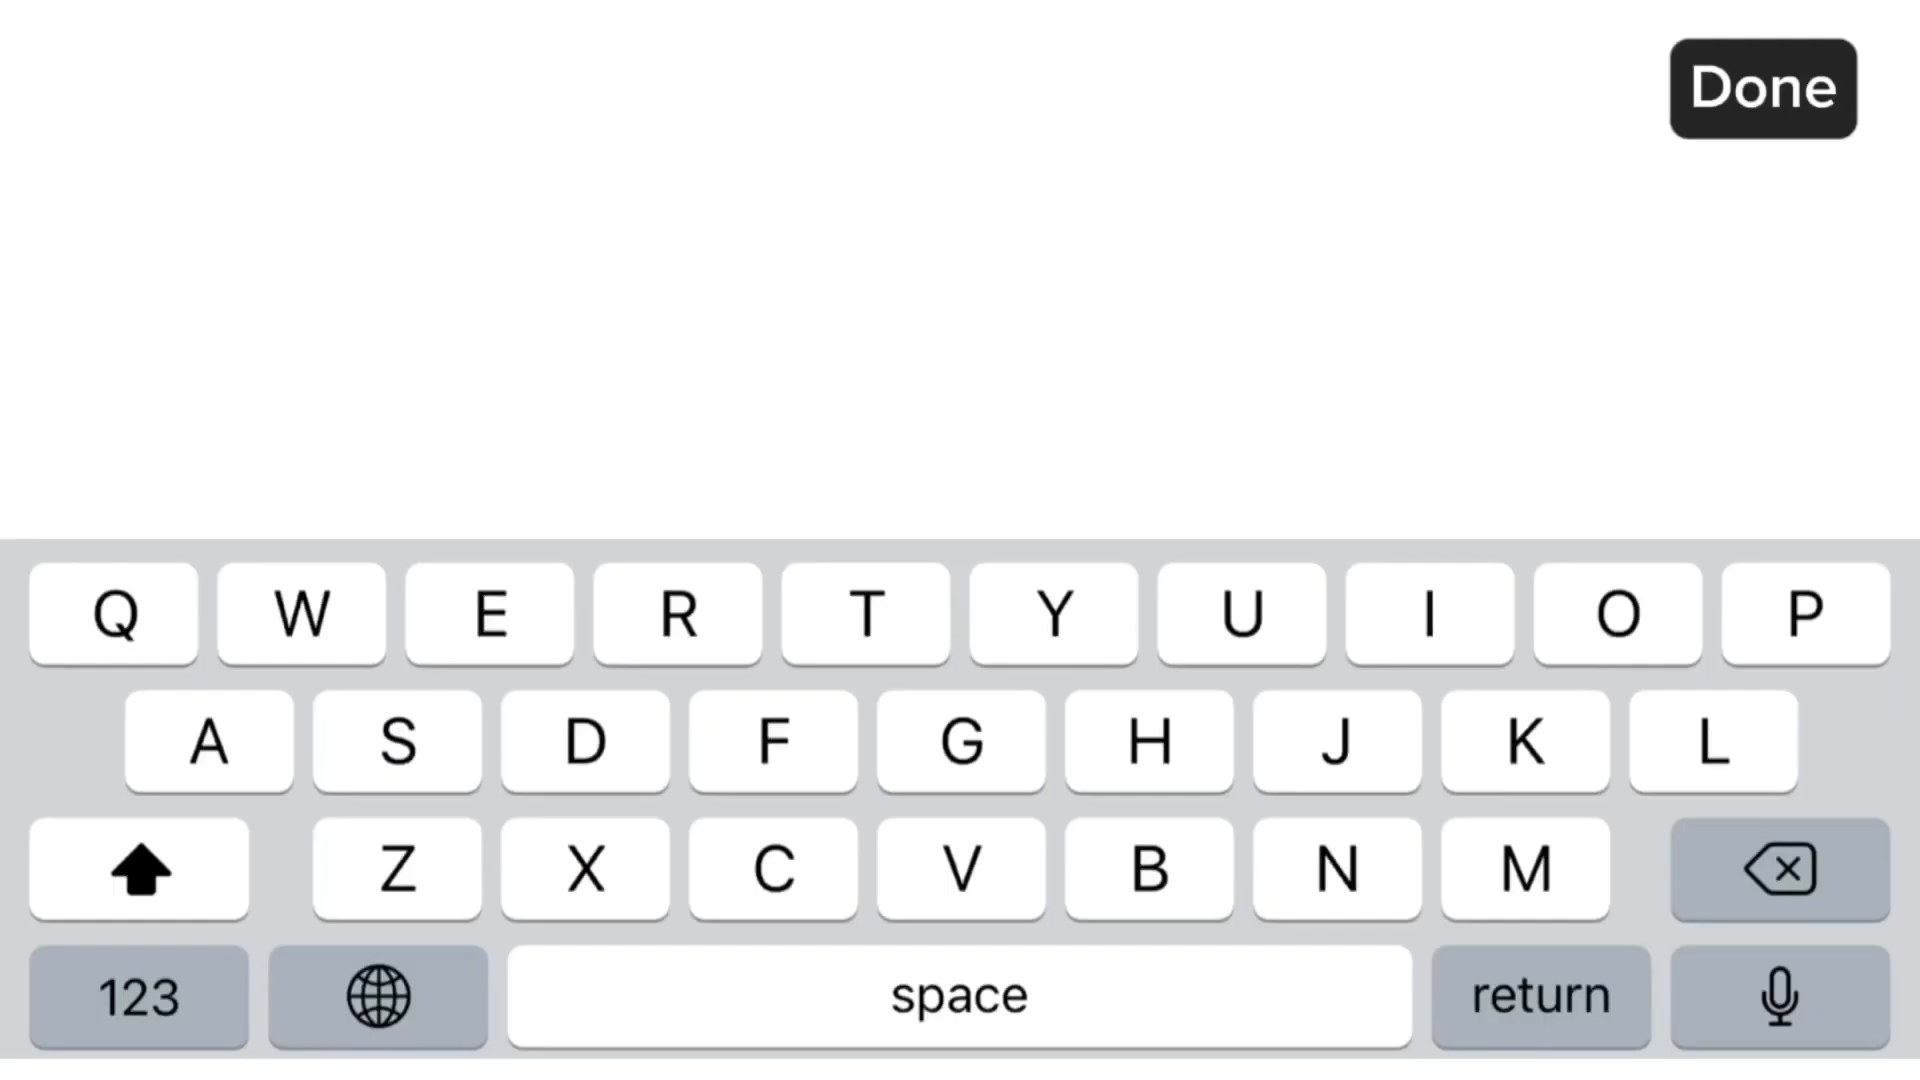 Done
Q W E R T Y U I O P
A S D F G H J K L
Z X C V B N M
123 space return